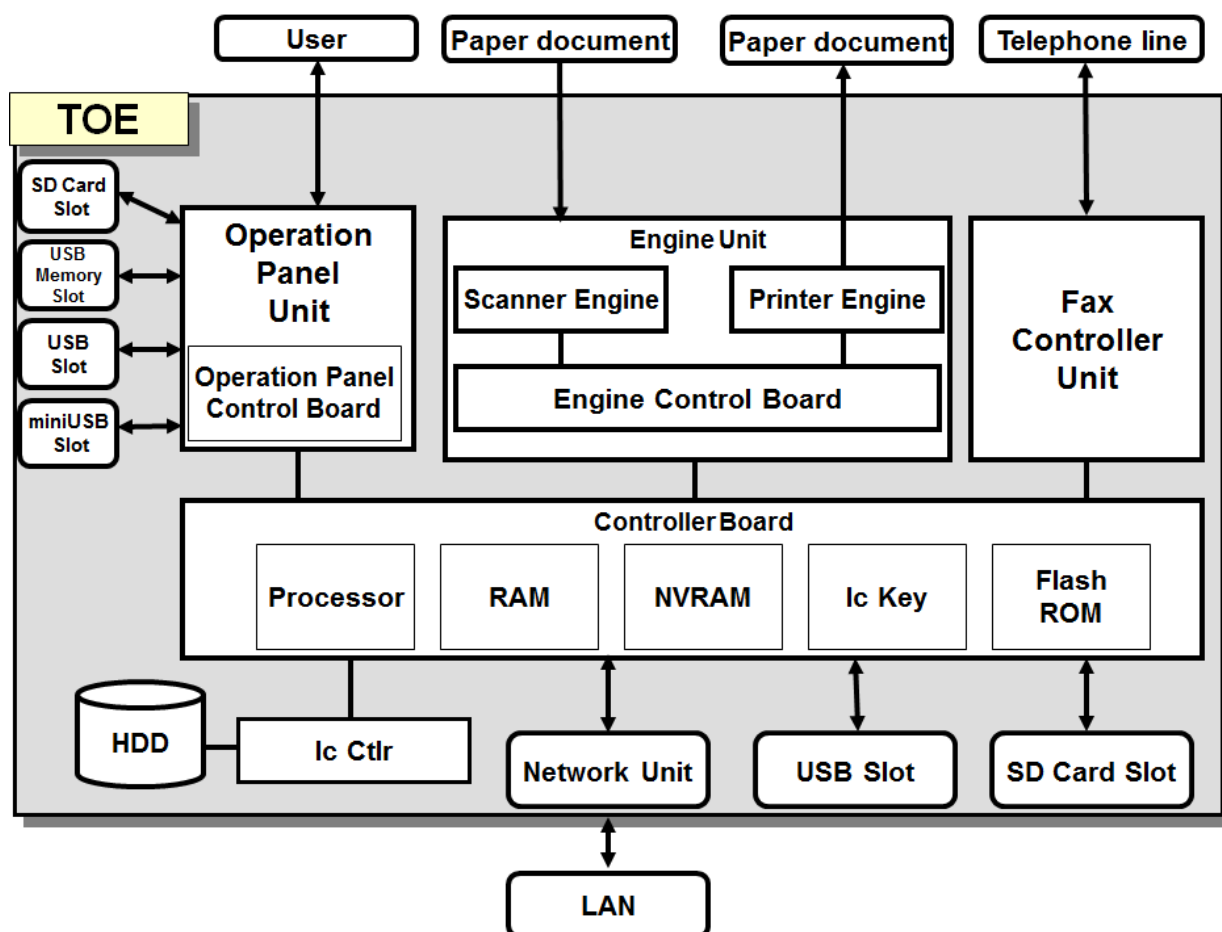 User
Paper document
Paper document
Telephone line
TOE
SD Card
Slot
USB
Memory
Slot
USB
Slot
miniUSB
Slot
Operation
Panel
Unit
Operation Panel
Control Board
Engine Unit
Scanner Engine
Printer Engine
Engine Control Board
Fax
Controller
Unit
Controller Board
Processor
RAM
NVRAM
Ic Key
Flash
ROM
HDD
Ic Ctlr
Network Unit
USB Slot
SD Card Slot
LAN